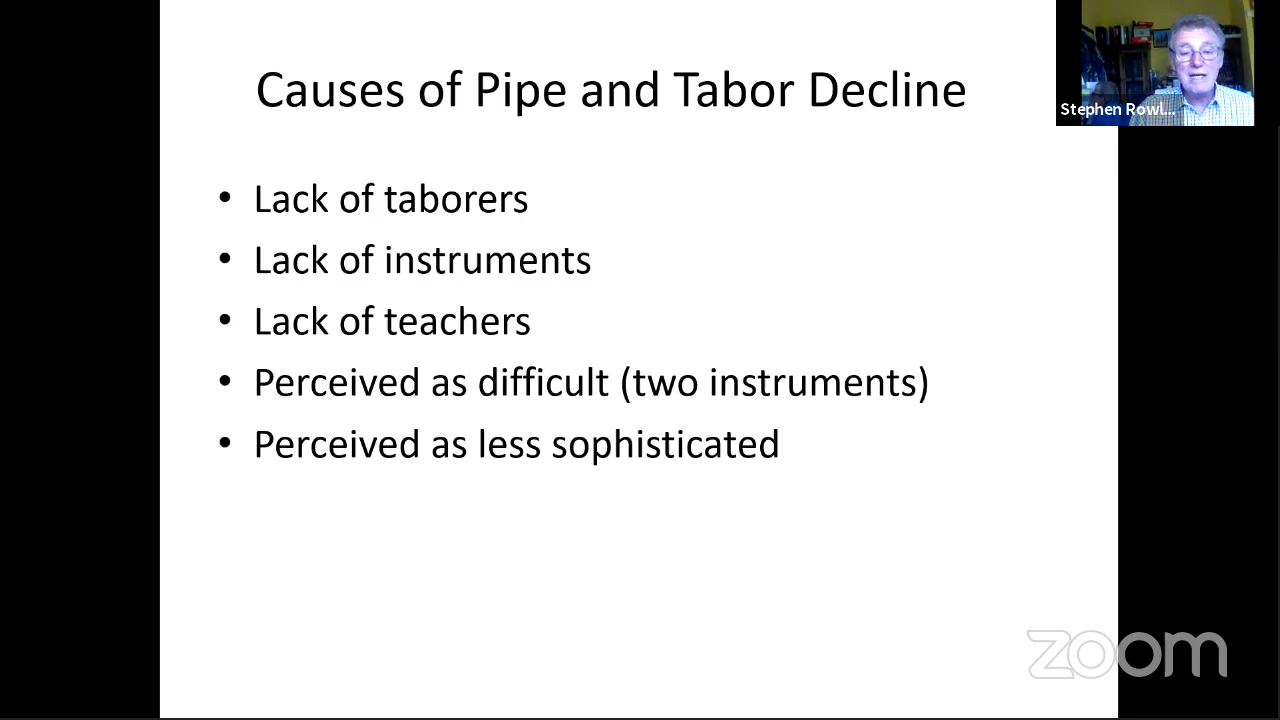 Causes of Pipe and Tabor Decline
Stephen Rowl...
• Lack of taborers
• Lack of instruments
• Lack of teachers
• Perceived as difficult (two instruments)
• Perceived as less sophisticated
zoom